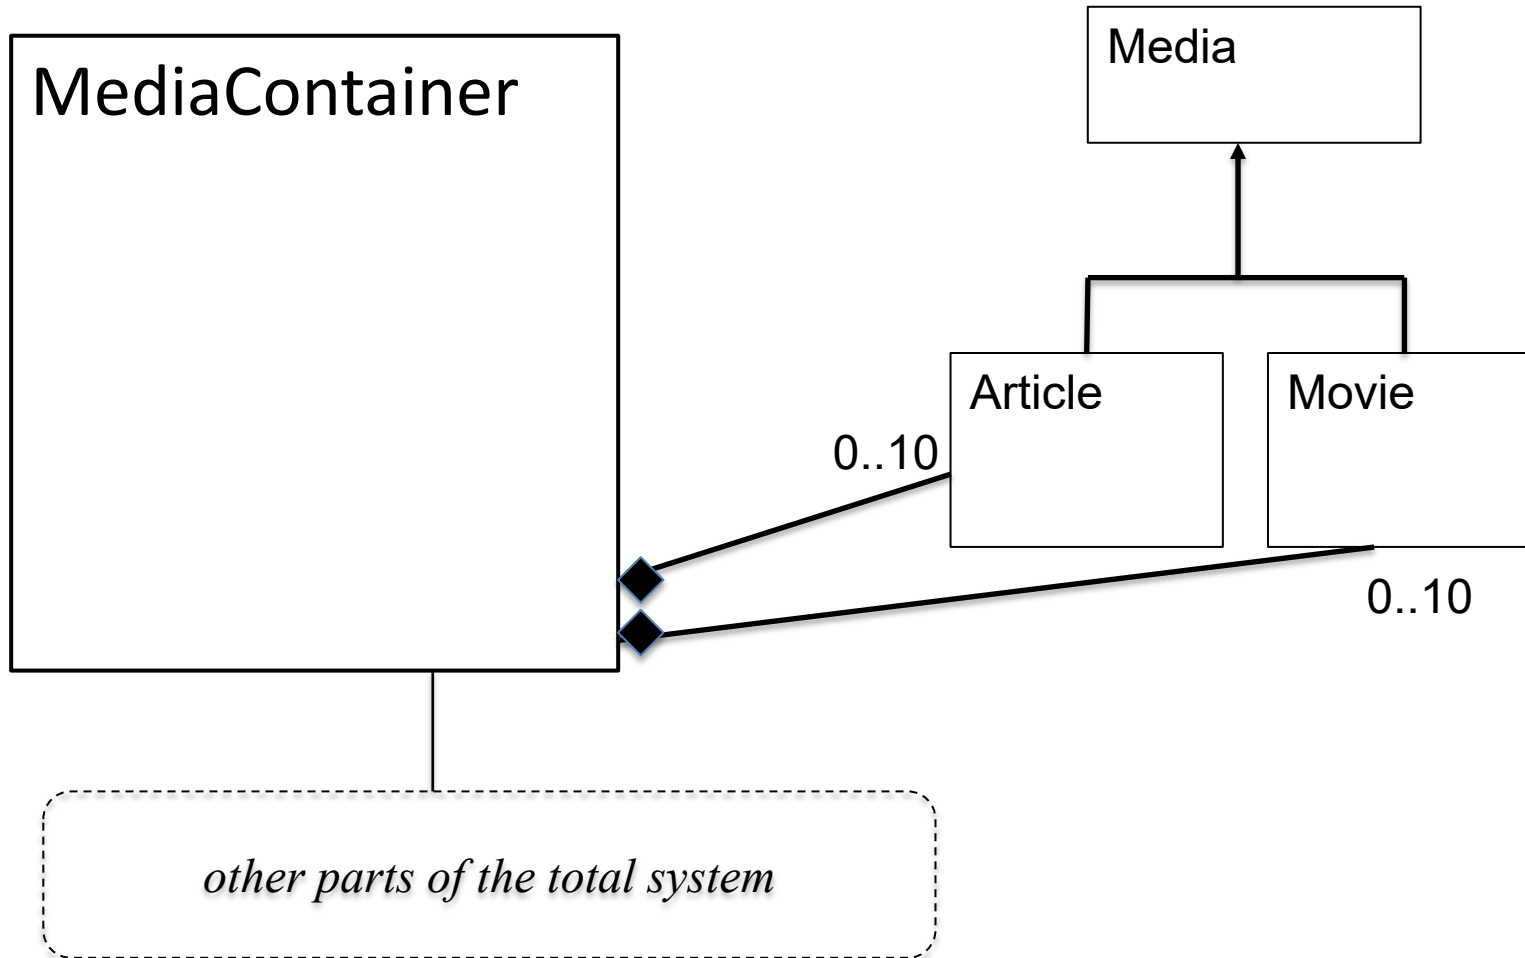 MediaContainer
Media
Article
Movie
0..10
0..10
other parts of the total system